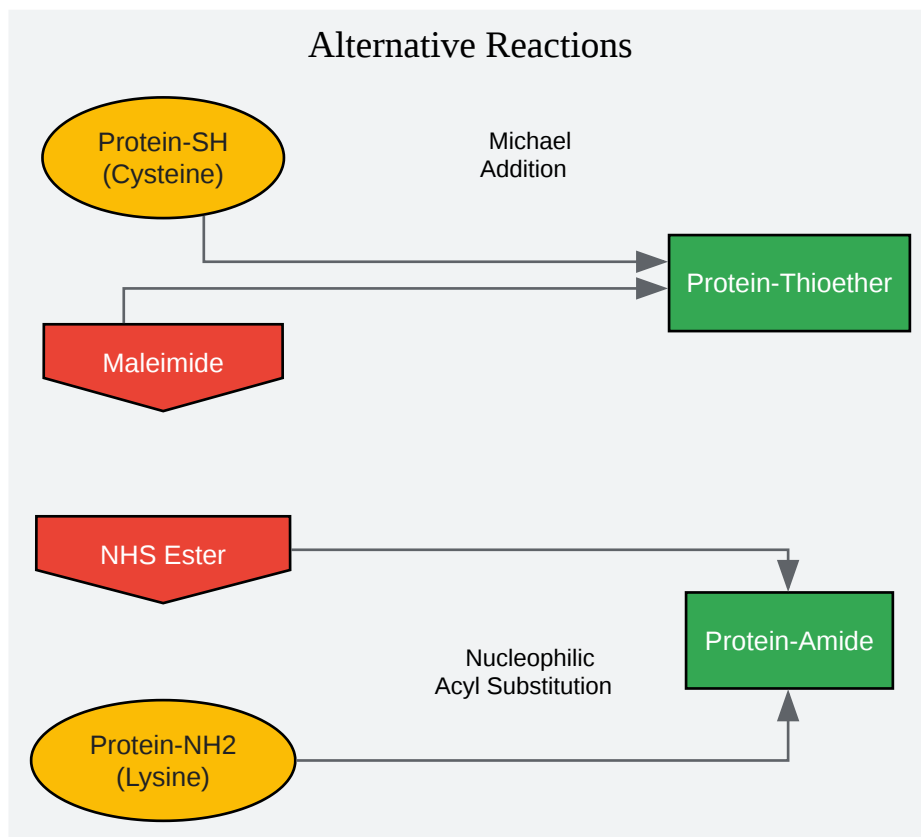 Alternative Reactions
Protein-SH
(Cysteine)
Michael
Addition
Protein-Thioether
Maleimide
NHS Ester
Protein-Amide
Nucleophilic
Acyl Substitution
Protein-NH2
(Lysine)